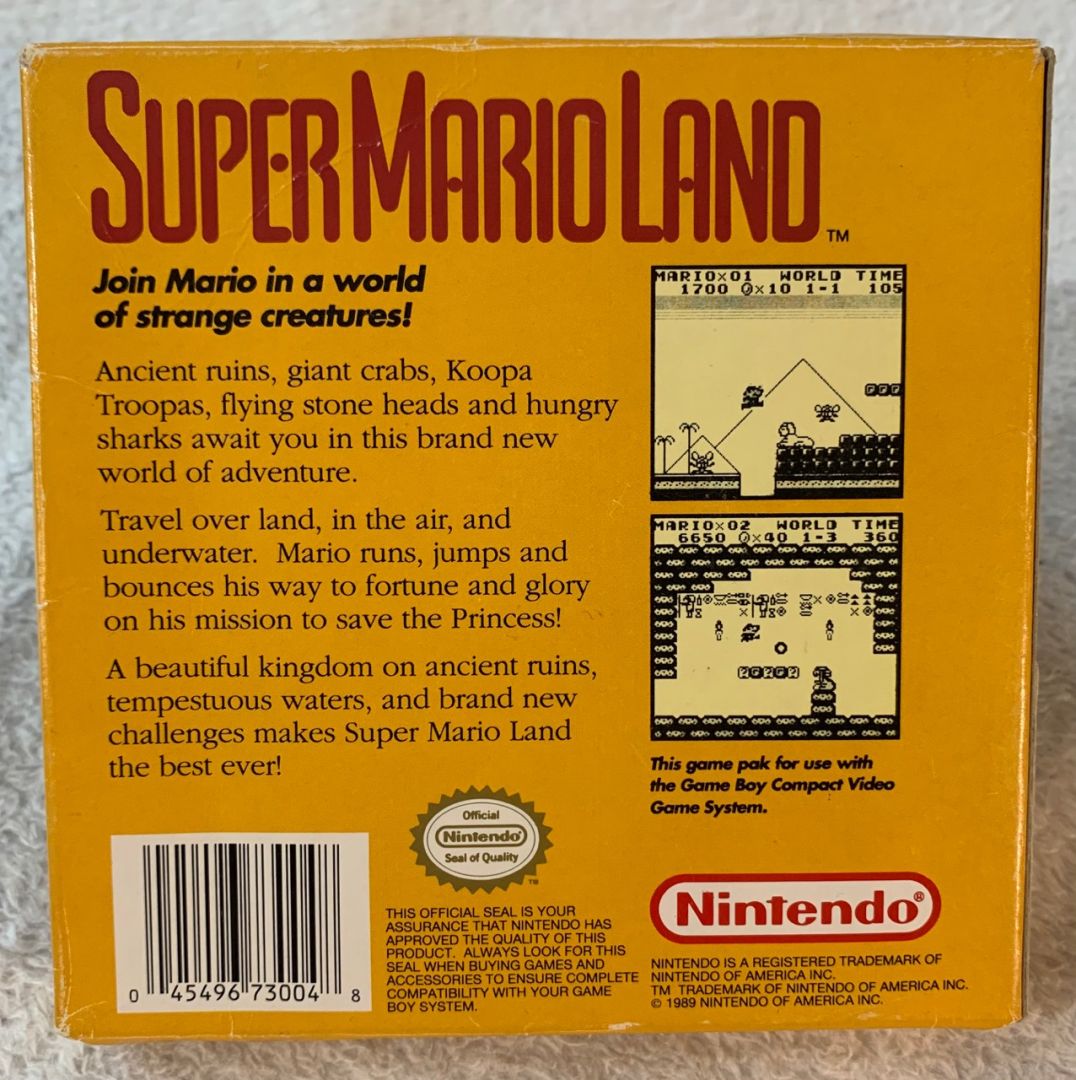 SUPER MARIO LAND
TM
Join Mario in a world
of strange creatures!
Ancient ruins, giant crabs, Koopa
Troopas, flying stone heads and hungry
sharks await you in this brand new
world of adventure.
Travel over land, in the air, and
underwater.  Mario runs, jumps and
bounces his way to fortune and glory
on his mission to save the Princess!
A beautiful kingdom on ancient ruins,
tempestuous waters, and brand new
challenges makes Super Mario Land
the best ever!
MARIO×01 WORLD TIME
1700 ×10 1-1 105
MARIO×02 WORLD TIME
6650 ×40 1-3 360
This game pak for use with
the Game Boy Compact Video
Game System.
Official
Nintendo®
Seal of Quality
TM
THIS OFFICIAL SEAL IS YOUR
ASSURANCE THAT NINTENDO HAS
APPROVED THE QUALITY OF THIS
PRODUCT.  ALWAYS LOOK FOR THIS
SEAL WHEN BUYING GAMES AND
ACCESSORIES TO ENSURE COMPLETE
COMPATIBILITY WITH YOUR GAME
BOY SYSTEM.
0 45496 73004 8
Nintendo®
NINTENDO IS A REGISTERED TRADEMARK OF
NINTENDO OF AMERICA INC.
TM TRADEMARK OF NINTENDO OF AMERICA INC.
© 1989 NINTENDO OF AMERICA INC.